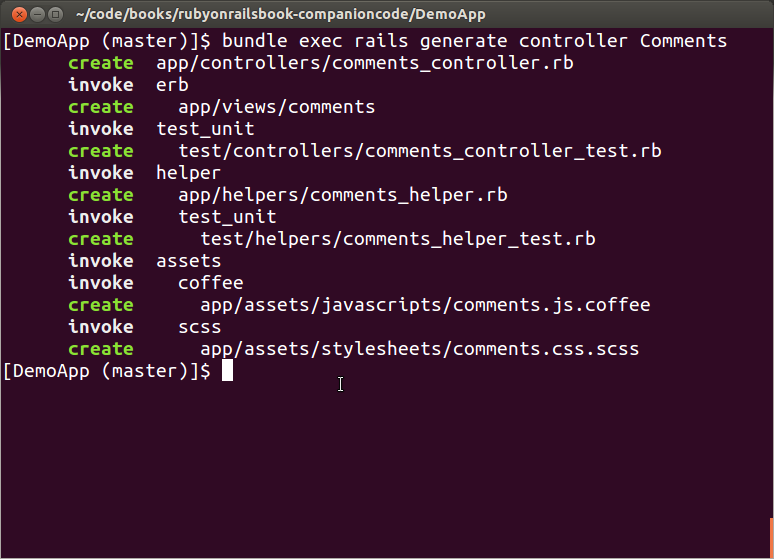 ~/code/books/rubyonrailsbook-companioncode/DemoApp
[DemoApp (master)]$ bundle exec rails generate controller Comments
      create  app/controllers/comments_controller.rb
      invoke  erb
      create    app/views/comments
      invoke  test_unit
      create    test/controllers/comments_controller_test.rb
      invoke  helper
      create    app/helpers/comments_helper.rb
      invoke    test_unit
      create      test/helpers/comments_helper_test.rb
      invoke  assets
      invoke    coffee
      create      app/assets/javascripts/comments.js.coffee
      invoke    scss
      create      app/assets/stylesheets/comments.css.scss
[DemoApp (master)]$